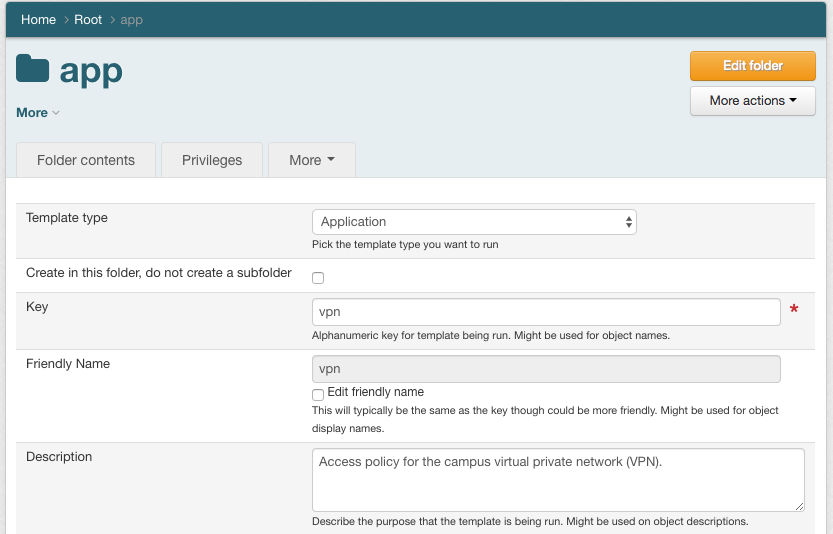 Home > Root > app
app
Edit folder
More
More actions
Folder contents
Privileges
More
Template type
Application
Pick the template type you want to run
Create in this folder, do not create a subfolder
Key
vpn
*
Alphanumeric key for template being run. Might be used for object names.
Friendly Name
vpn
Edit friendly name
This will typically be the same as the key though could be more friendly. Might be used for object
display names.
Description
Access policy for the campus virtual private network (VPN).
Describe the purpose that the template is being run. Might be used on object descriptions.